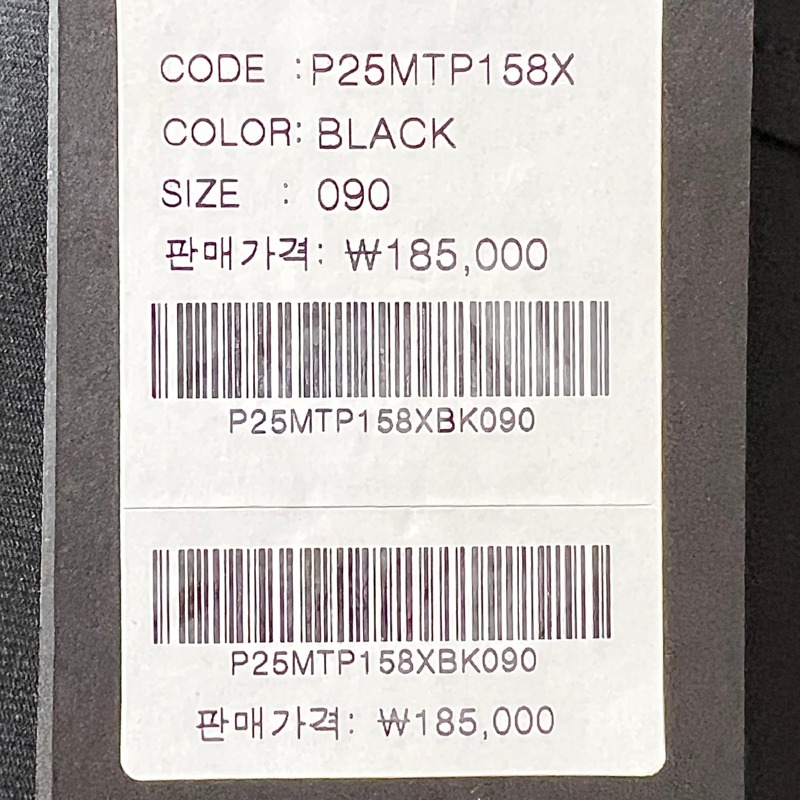 CODE :P25MTP158X
COLOR: BLACK
SIZE : 090
판매가격: ₩185,000
P25MTP158XBK090
P25MTP158XBK090
판매가격: ₩185,000